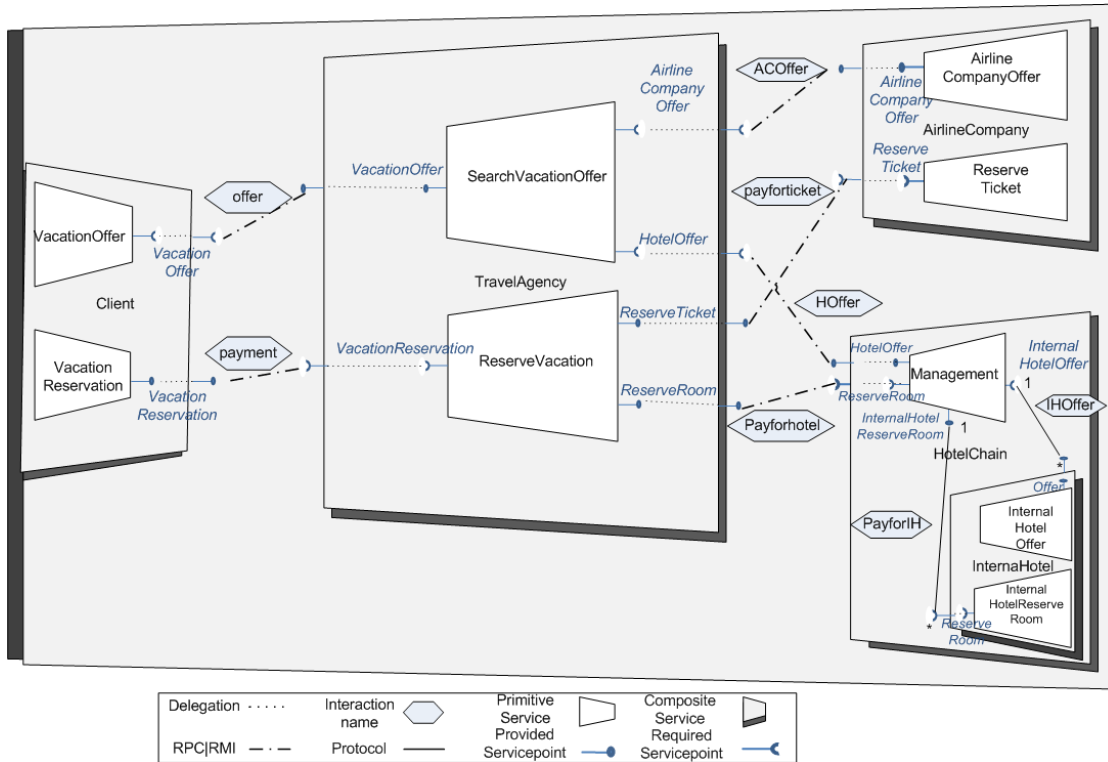 VacationOffer
Vacation
Offer
Client
Vacation
Reservation
Vacation
Reservation
offer
payment
VacationOffer
SearchVacationOffer
Airline
Company
Offer
HotelOffer
TravelAgency
VacationReservation
ReserveVacation
ReserveTicket
ReserveRoom
ACOffer
payforticket
HOffer
Payforhotel
Airline
Company
Offer
Airline
CompanyOffer
AirlineCompany
Reserve
Ticket
Reserve
Ticket
HotelOffer
Management
ReserveRoom
Internal
HotelOffer
1
IHOffer
InternalHotel
ReserveRoom
1
HotelChain
*
Offer
PayforIH
Internal
Hotel
Offer
InternaHotel
Internal
HotelReserve
Room
*
Reserve
Room
Delegation
Interaction
name
Primitive
Service
Composite
Service
RPC|RMI
Protocol
Provided
Servicepoint
Required
Servicepoint